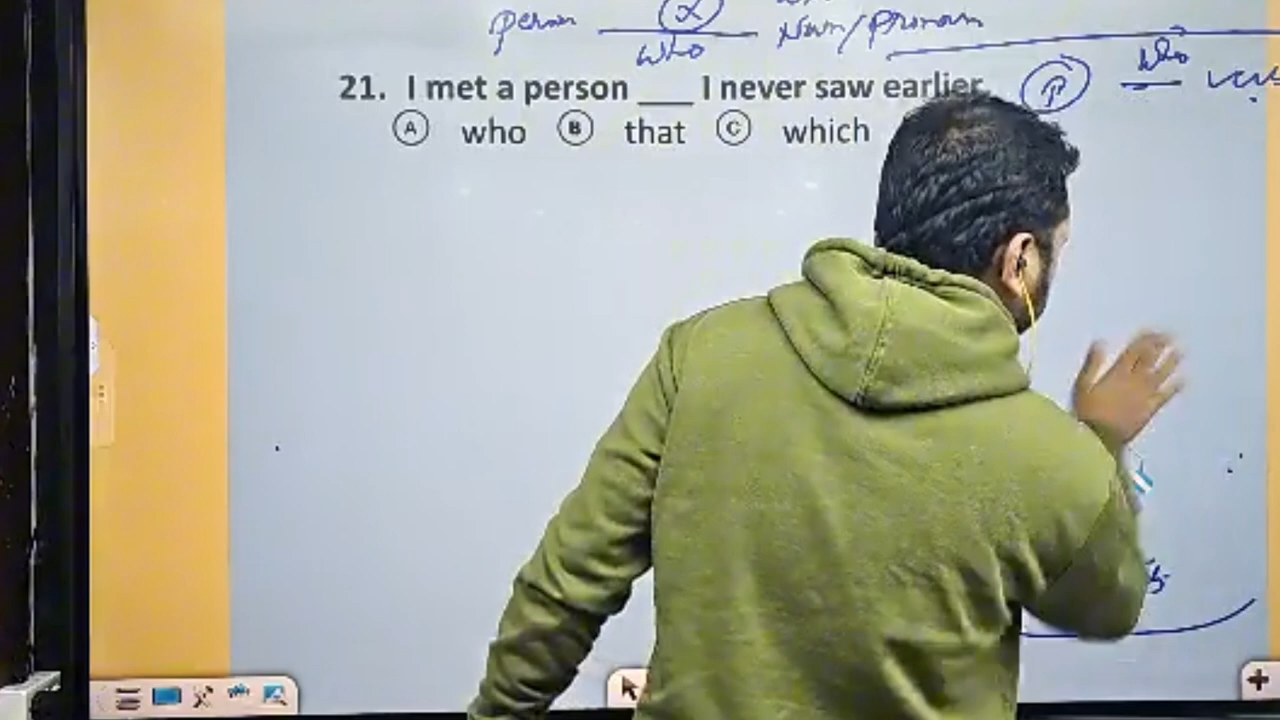 person who Noun/Pronoun
21. I met a person ___ I never saw earlier.
(P) who
A who B that C which